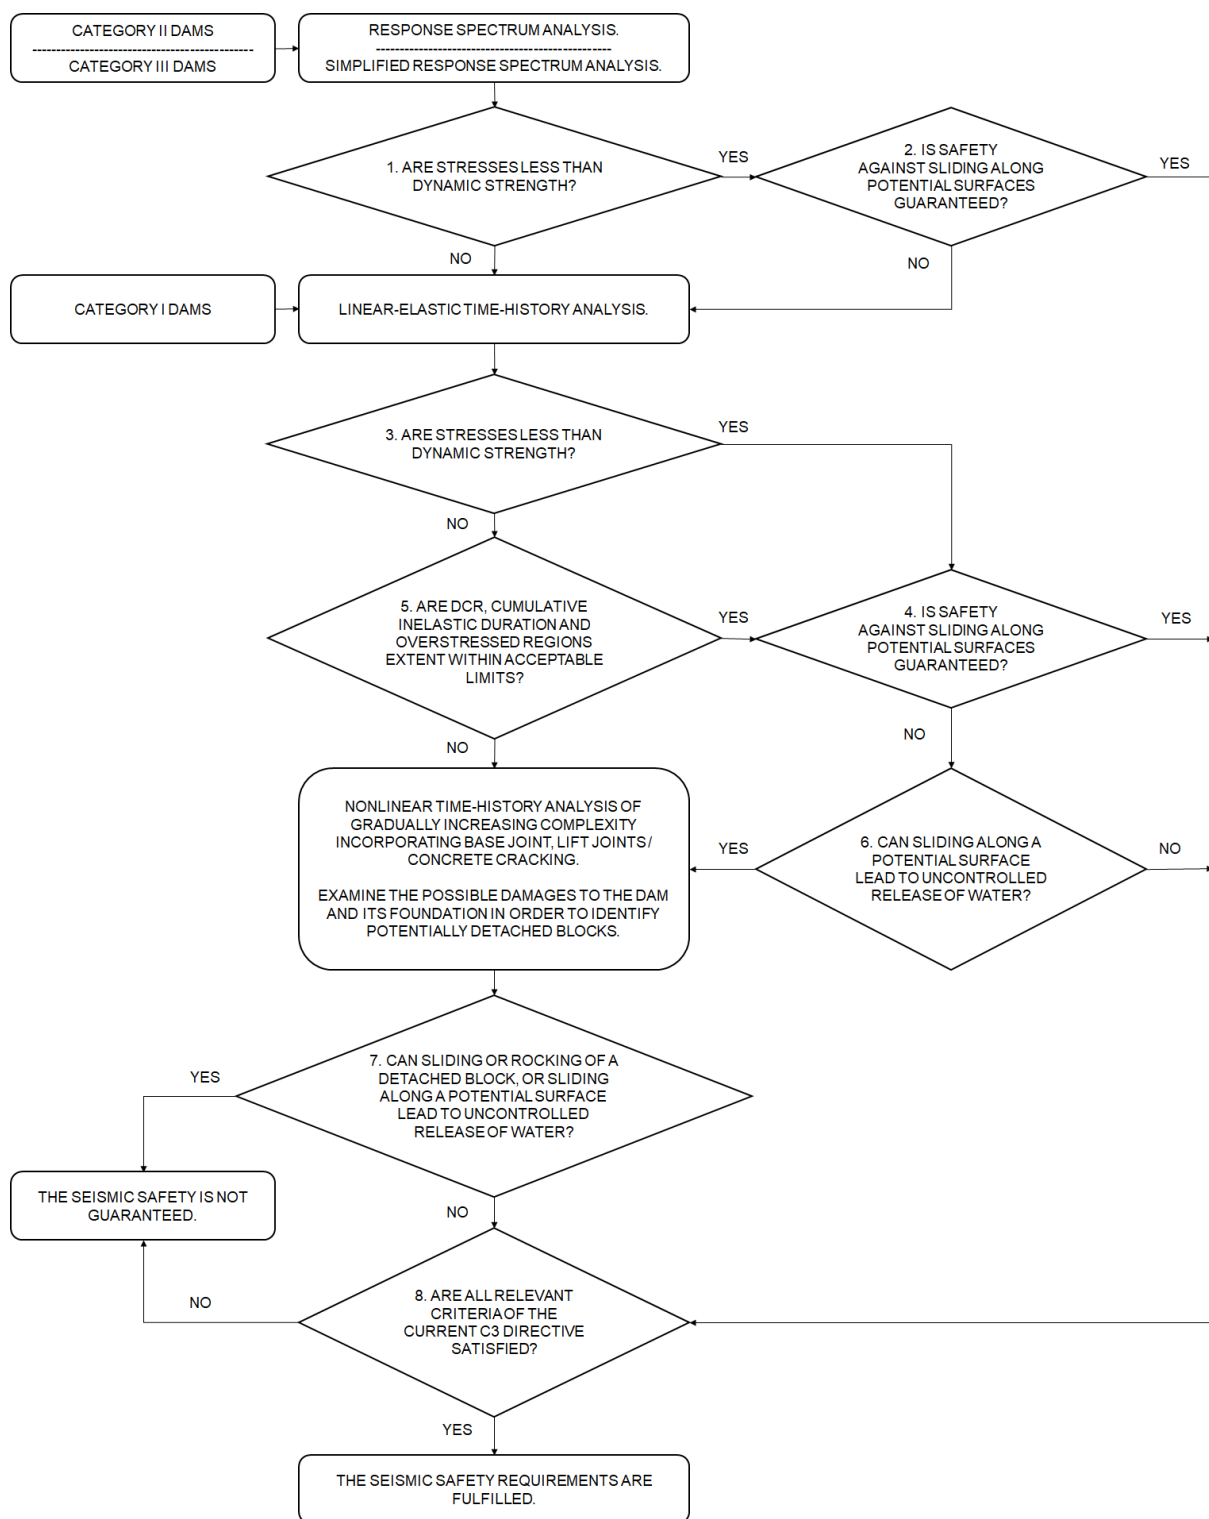 CATEGORY II DAMS
CATEGORY III DAMS
RESPONSE SPECTRUM ANALYSIS.
SIMPLIFIED RESPONSE SPECTRUM ANALYSIS.
1. ARE STRESSES LESS THAN
DYNAMIC STRENGTH?
YES
2. IS SAFETY
AGAINST SLIDING ALONG
POTENTIAL SURFACES
GUARANTEED?
YES
NO
NO
CATEGORY I DAMS
LINEAR-ELASTIC TIME-HISTORY ANALYSIS.
3. ARE STRESSES LESS THAN
DYNAMIC STRENGTH?
YES
NO
5. ARE DCR, CUMULATIVE
INELASTIC DURATION AND
OVERSTRESSED REGIONS
EXTENT WITHIN ACCEPTABLE
LIMITS?
YES
4. IS SAFETY
AGAINST SLIDING ALONG
POTENTIAL SURFACES
GUARANTEED?
YES
NO
NO
NONLINEAR TIME-HISTORY ANALYSIS OF
GRADUALLY INCREASING COMPLEXITY
INCORPORATING BASE JOINT, LIFT JOINTS /
CONCRETE CRACKING.
EXAMINE THE POSSIBLE DAMAGES TO THE DAM
AND ITS FOUNDATION IN ORDER TO IDENTIFY
POTENTIALLY DETACHED BLOCKS.
YES
6. CAN SLIDING ALONG A
POTENTIAL SURFACE
LEAD TO UNCONTROLLED
RELEASE OF WATER?
NO
7. CAN SLIDING OR ROCKING OF A
DETACHED BLOCK, OR SLIDING
ALONG A POTENTIAL SURFACE
LEAD TO UNCONTROLLED
RELEASE OF WATER?
YES
NO
THE SEISMIC SAFETY IS NOT
GUARANTEED.
NO
8. ARE ALL RELEVANT
CRITERIA OF THE
CURRENT C3 DIRECTIVE
SATISFIED?
YES
THE SEISMIC SAFETY REQUIREMENTS ARE
FULFILLED.